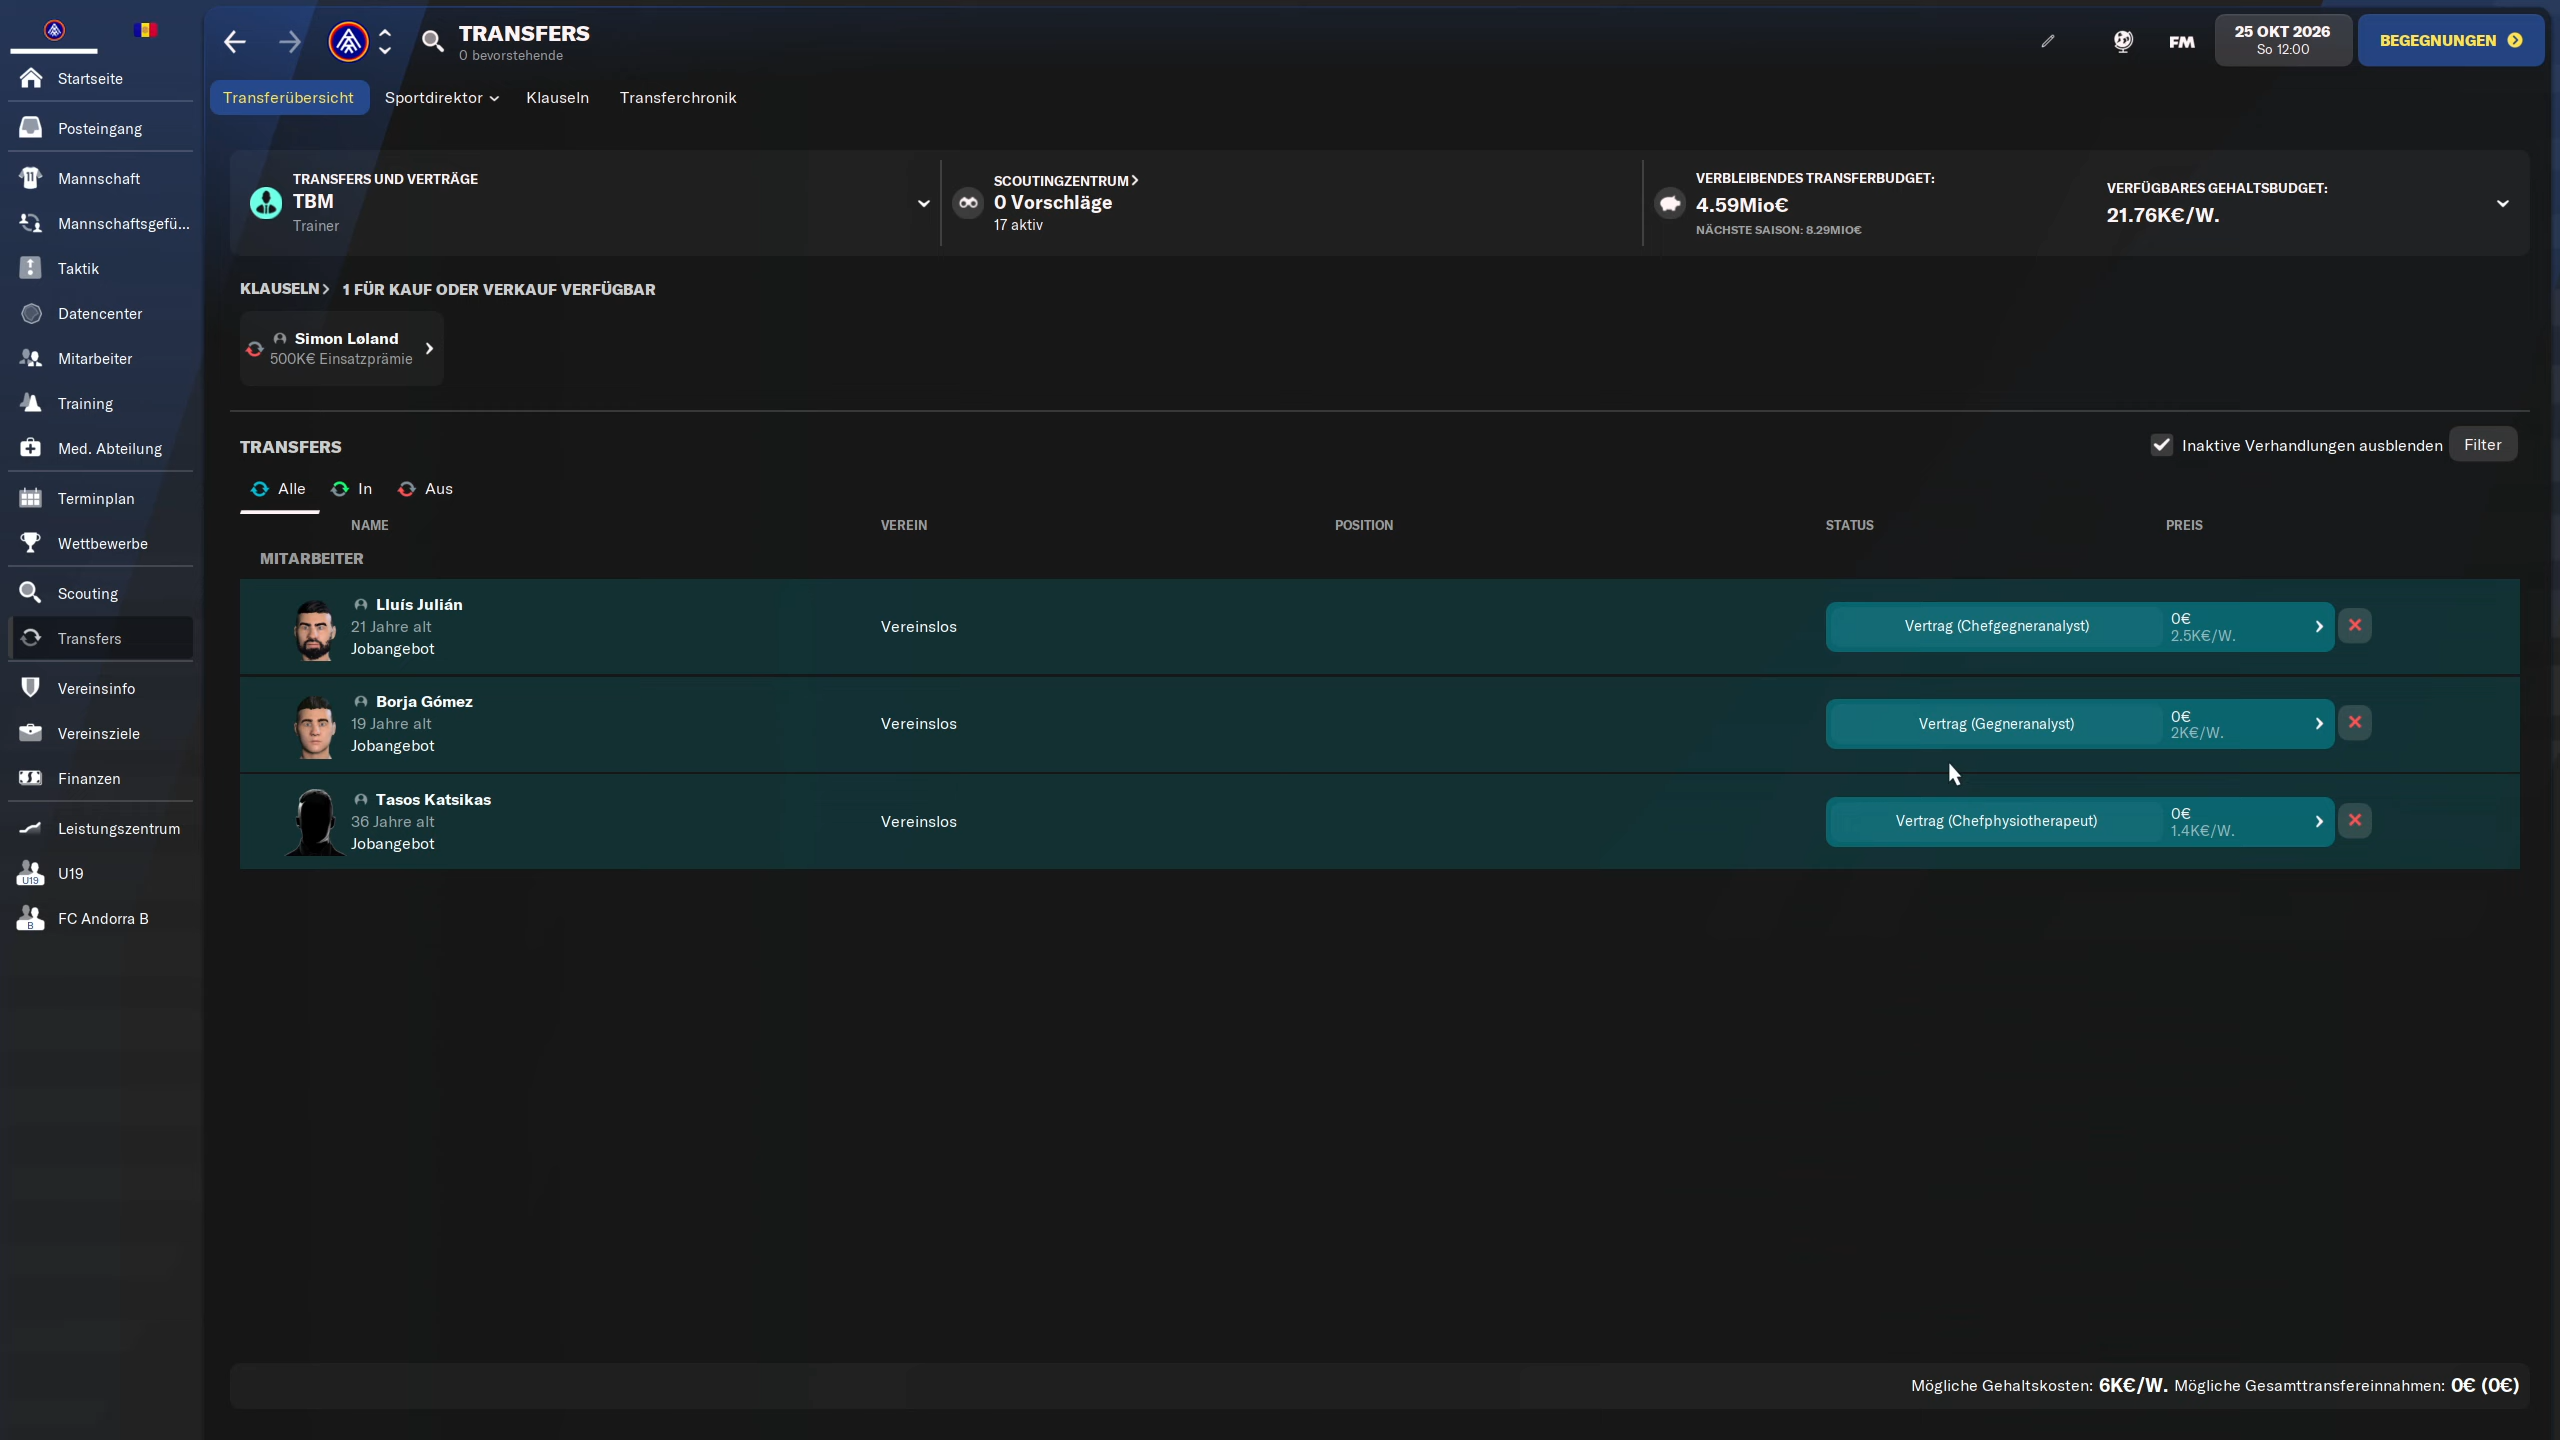 TRANSFERS
0 bevorstehende
FM
25 OKT 2026
So 12:00
BEGEGNUNGEN
Startseite
Posteingang
Mannschaft
Mannschaftsgefü...
Taktik
Datencenter
Mitarbeiter
Training
Med. Abteilung
Terminplan
Wettbewerbe
Scouting
Transfers
Vereinsinfo
Vereinsziele
Finanzen
Leistungszentrum
U19
U19
B
FC Andorra B
Transferübersicht
Sportdirektor
Klauseln
Transferchronik
TRANSFERS UND VERTRÄGE
TBM
Trainer
SCOUTINGZENTRUM
0 Vorschläge
17 aktiv
VERBLEIBENDES TRANSFERBUDGET:
4.59Mio€
NÄCHSTE SAISON: 8.29MIO€
VERFÜGBARES GEHALTSBUDGET:
21.76K€/W.
KLAUSELN 1 FÜR KAUF ODER VERKAUF VERFÜGBAR
Simon Løland
500K€ Einsatzprämie
TRANSFERS
Inaktive Verhandlungen ausblenden
Filter
Alle
In
Aus
NAME VEREIN POSITION STATUS PREIS
MITARBEITER
Lluís Julián
21 Jahre alt
Jobangebot
Vereinslos
Vertrag (Chefgegneranalyst)
0€
2.5K€/W.
Borja Gómez
19 Jahre alt
Jobangebot
Vereinslos
Vertrag (Gegneranalyst)
0€
2K€/W.
Tasos Katsikas
36 Jahre alt
Jobangebot
Vereinslos
Vertrag (Chefphysiotherapeut)
0€
1.4K€/W.
Mögliche Gehaltskosten: 6K€/W. Mögliche Gesamttransfereinnahmen: 0€ (0€)